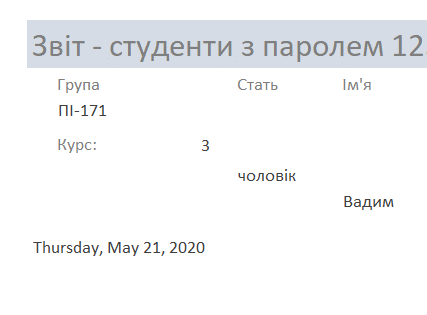 Звіт - студенти з паролем 12
Група Стать Ім'я
ПІ-171
Курс: 3
чоловік
Вадим
Thursday, May 21, 2020